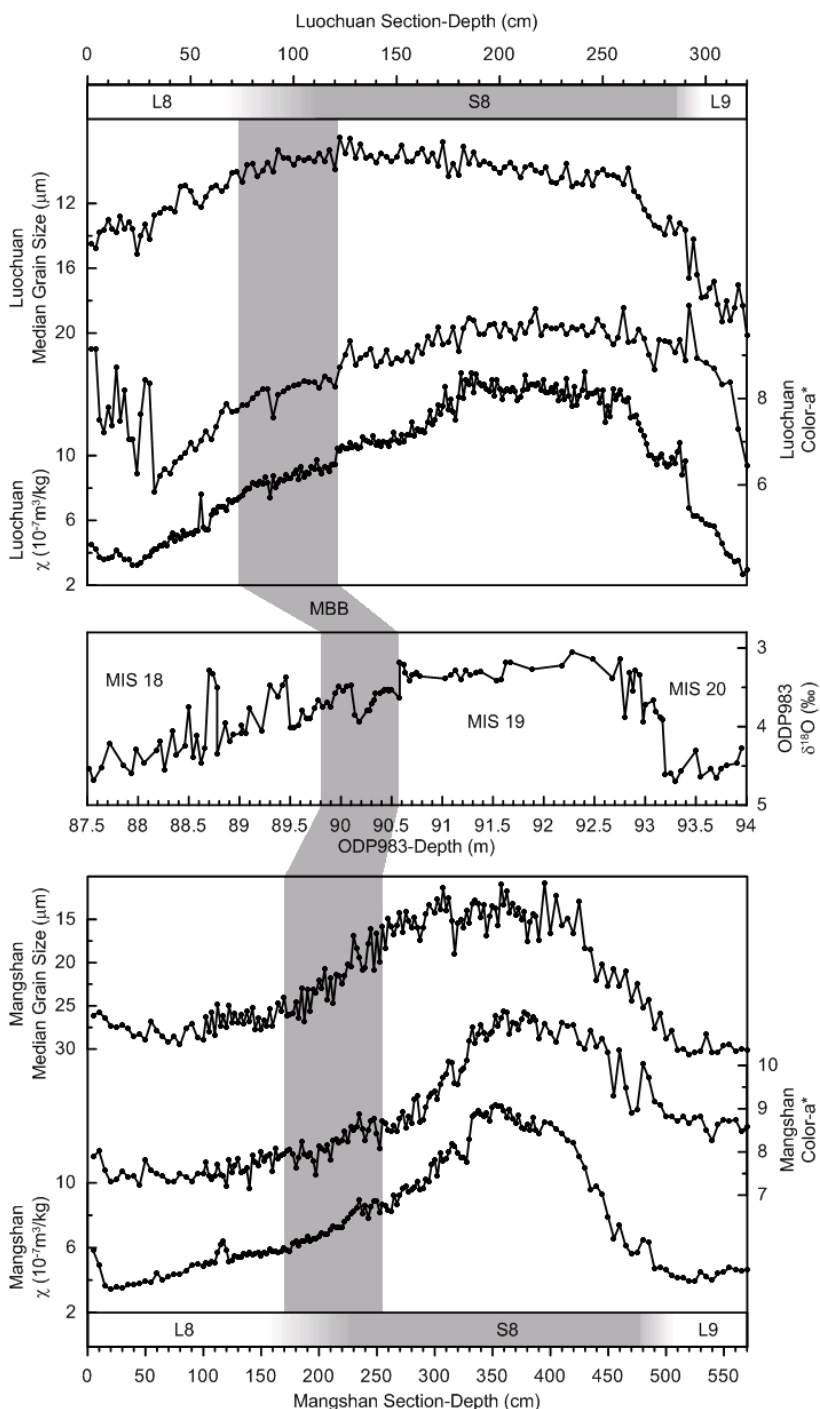 Luochuan Section-Depth (cm)
0 50 100 150 200 250 300
L8 S8 L9
12
16
20
Luochuan
Median Grain Size (μm)
8
6
Luochuan
Color-a*
10
6
2
Luochuan
χ (10⁻⁷m³/kg)
MBB
MIS 18
MIS 19
MIS 20
3
4
5
ODP983
δ¹⁸O (‰)
87.5 88 88.5 89 89.5 90 90.5 91 91.5 92 92.5 93 93.5 94
ODP983-Depth (m)
15
20
25
30
Mangshan
Median Grain Size (μm)
10
9
8
7
Mangshan
Color-a*
10
6
2
Mangshan
χ (10⁻⁷m³/kg)
L8 S8 L9
0 50 100 150 200 250 300 350 400 450 500 550
Mangshan Section-Depth (cm)